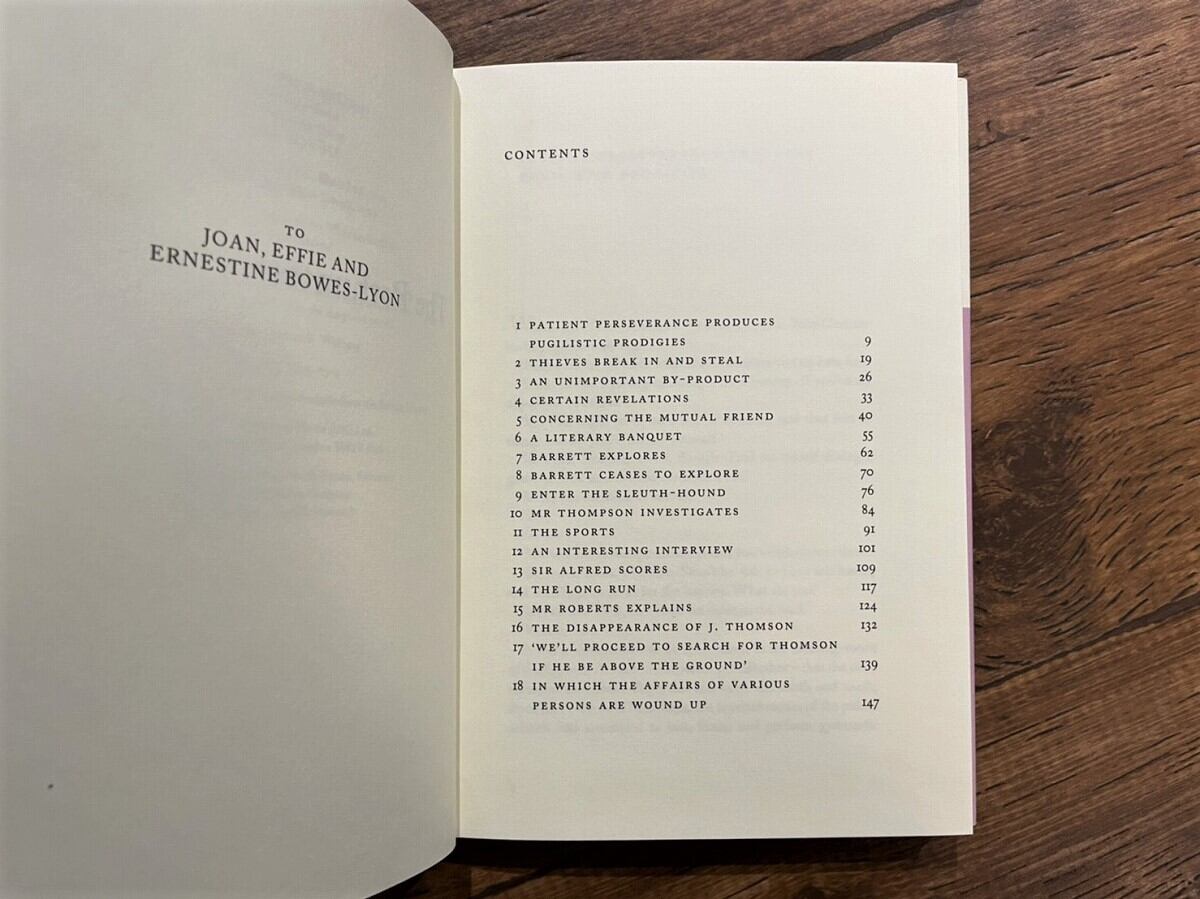 TO
JOAN, EFFIE AND
ERNESTINE BOWES-LYON
CONTENTS
1 PATIENT PERSEVERANCE PRODUCES
PUGILISTIC PRODIGIES 9
2 THIEVES BREAK IN AND STEAL 19
3 AN UNIMPORTANT BY-PRODUCT 26
4 CERTAIN REVELATIONS 33
5 CONCERNING THE MUTUAL FRIEND 40
6 A LITERARY BANQUET 55
7 BARRETT EXPLORES 62
8 BARRETT CEASES TO EXPLORE 70
9 ENTER THE SLEUTH-HOUND 76
10 MR THOMPSON INVESTIGATES 84
11 THE SPORTS 91
12 AN INTERESTING INTERVIEW 101
13 SIR ALFRED SCORES 109
14 THE LONG RUN 117
15 MR ROBERTS EXPLAINS 124
16 THE DISAPPEARANCE OF J. THOMSON 132
17 ‘WE’LL PROCEED TO SEARCH FOR THOMSON
IF HE BE ABOVE THE GROUND’ 139
18 IN WHICH THE AFFAIRS OF VARIOUS
PERSONS ARE WOUND UP 147